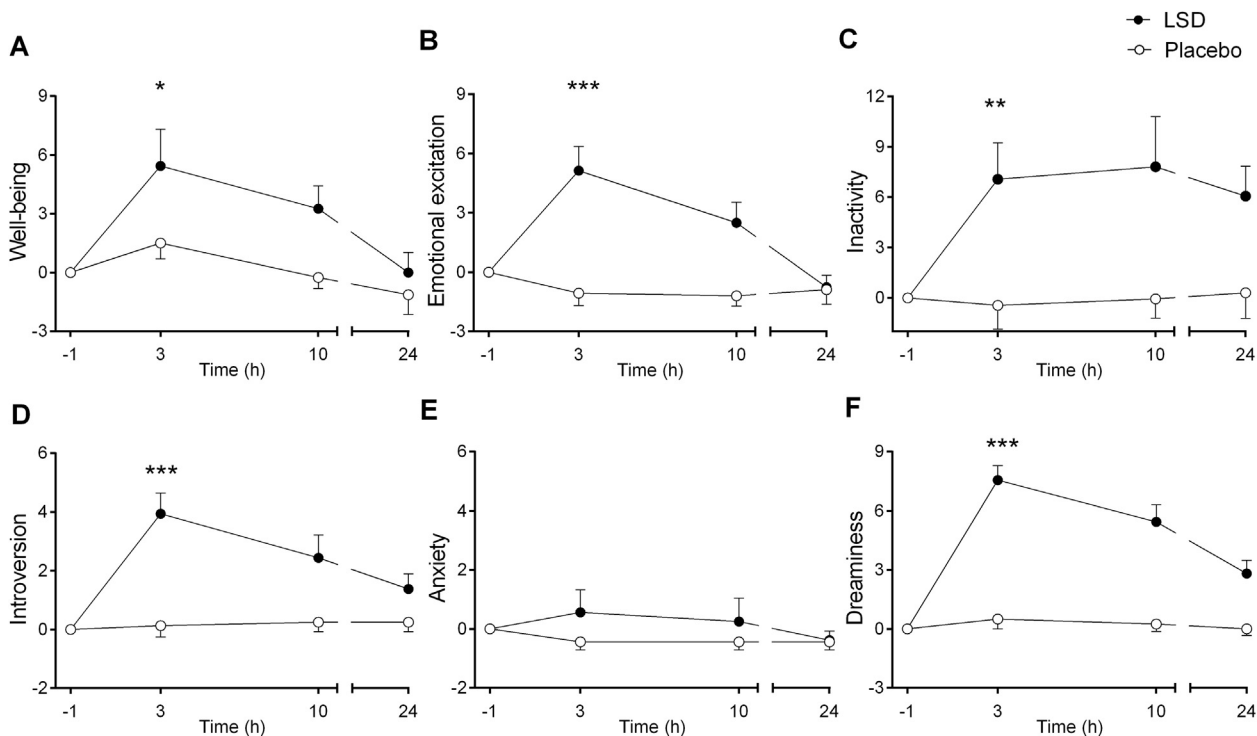 LSD
Placebo
A
*
9
6
3
0
-3
Well-being
-1
3
10
24
Time (h)
B
***
9
6
3
0
-3
Emotional excitation
-1
3
10
24
Time (h)
C
**
12
9
6
3
0
Inactivity
-1
3
10
24
Time (h)
D
***
6
4
2
0
-2
Introversion
-1
3
10
24
Time (h)
E
6
4
2
0
-2
Anxiety
-1
3
10
24
Time (h)
F
***
9
6
3
0
-3
Dreaminess
-1
3
10
24
Time (h)